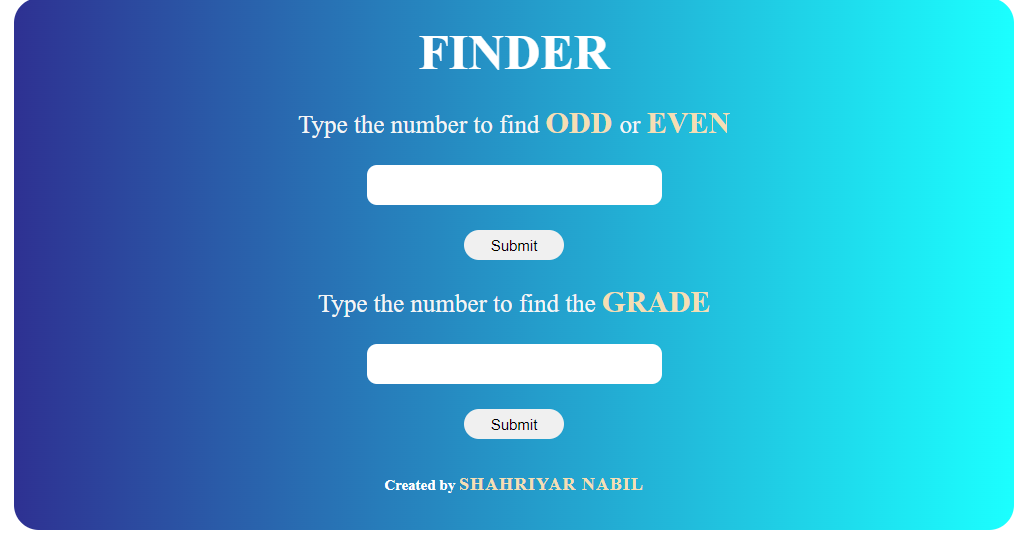 FINDER
Type the number to find ODD or EVEN
Submit
Type the number to find the GRADE
Submit
Created by SHAHRIYAR NABIL